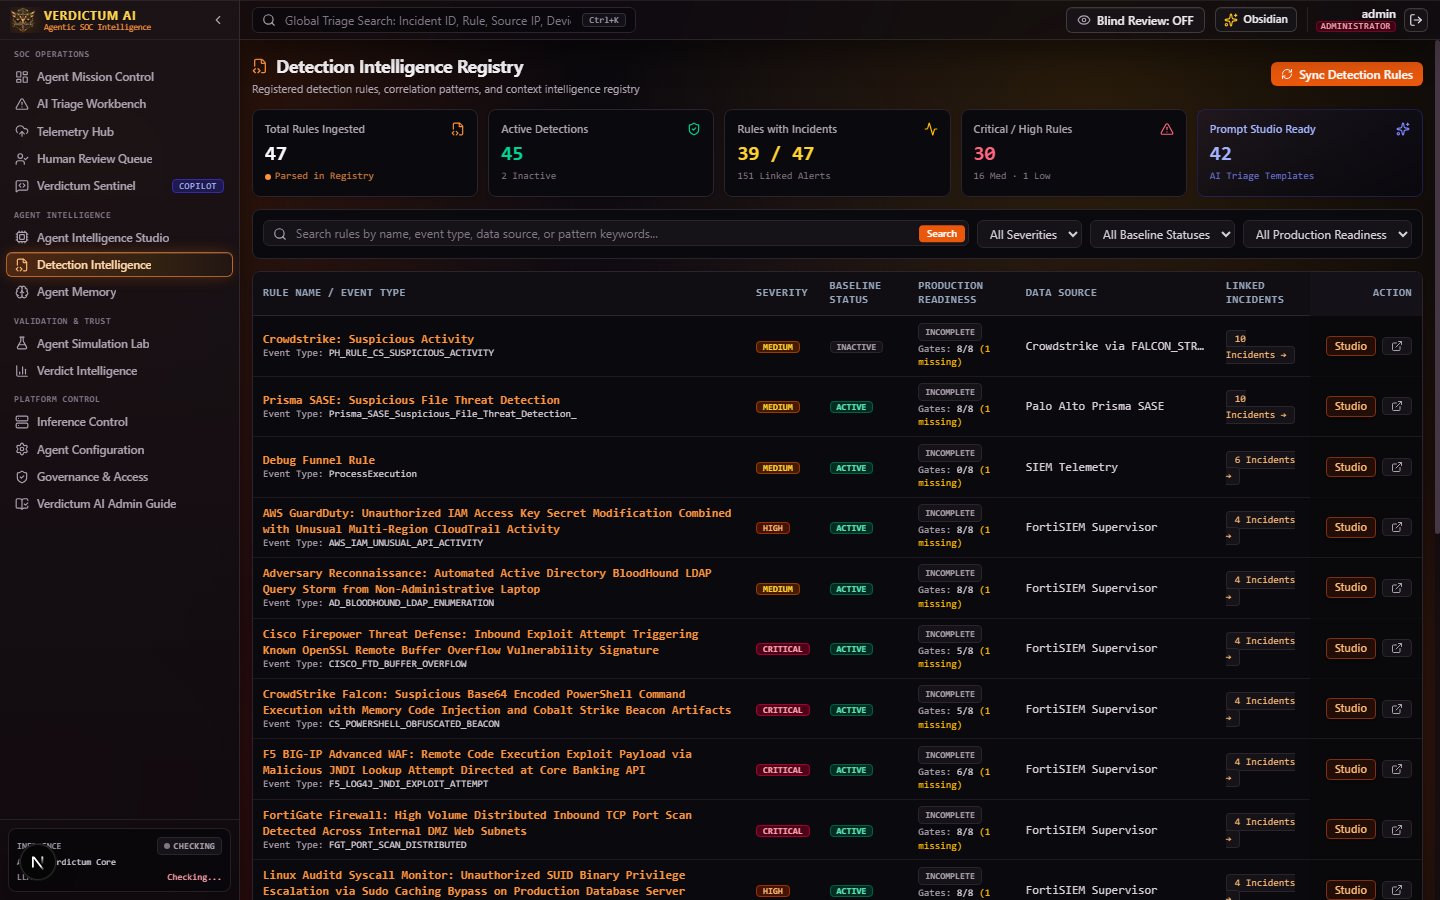 VERDICTUM AI
Agentic SOC Intelligence
Global Triage Search: Incident ID, Rule, Source IP, Devi
Ctrl+K
Blind Review: OFF
Obsidian
admin
ADMINISTRATOR
SOC OPERATIONS
Agent Mission Control
AI Triage Workbench
Telemetry Hub
Human Review Queue
Verdictum Sentinel
COPILOT
AGENT INTELLIGENCE
Agent Intelligence Studio
Detection Intelligence
Agent Memory
VALIDATION & TRUST
Agent Simulation Lab
Verdict Intelligence
PLATFORM CONTROL
Inference Control
Agent Configuration
Governance & Access
Verdictum AI Admin Guide
CHECKING
N
rdictum Core
Checking...
Detection Intelligence Registry
Registered detection rules, correlation patterns, and context intelligence registry
Sync Detection Rules
Total Rules Ingested
47
Parsed in Registry
Active Detections
45
2 Inactive
Rules with Incidents
39 / 47
151 Linked Alerts
Critical / High Rules
30
16 Med · 1 Low
Prompt Studio Ready
42
AI Triage Templates
Search rules by name, event type, data source, or pattern keywords...
Search
All Severities
All Baseline Statuses
All Production Readiness
RULE NAME / EVENT TYPE
SEVERITY
BASELINE
STATUS
PRODUCTION
READINESS
DATA SOURCE
LINKED
INCIDENTS
ACTION
Crowdstrike: Suspicious Activity
Event Type: PH_RULE_CS_SUSPICIOUS_ACTIVITY
MEDIUM
INACTIVE
INCOMPLETE
Gates: 8/8 (1
missing)
Crowdstrike via FALCON_STR…
10
Incidents →
Studio
Prisma SASE: Suspicious File Threat Detection
Event Type: Prisma_SASE_Suspicious_File_Threat_Detection_
MEDIUM
ACTIVE
INCOMPLETE
Gates: 8/8 (1
missing)
Palo Alto Prisma SASE
10
Incidents →
Studio
Debug Funnel Rule
Event Type: ProcessExecution
MEDIUM
ACTIVE
INCOMPLETE
Gates: 0/8 (1
missing)
SIEM Telemetry
6 Incidents
→
Studio
AWS GuardDuty: Unauthorized IAM Access Key Secret Modification Combined
with Unusual Multi-Region CloudTrail Activity
Event Type: AWS_IAM_UNUSUAL_API_ACTIVITY
HIGH
ACTIVE
INCOMPLETE
Gates: 8/8 (1
missing)
FortiSIEM Supervisor
4 Incidents
→
Studio
Adversary Reconnaissance: Automated Active Directory BloodHound LDAP
Query Storm from Non-Administrative Laptop
Event Type: AD_BLOODHOUND_LDAP_ENUMERATION
MEDIUM
ACTIVE
INCOMPLETE
Gates: 8/8 (1
missing)
FortiSIEM Supervisor
4 Incidents
→
Studio
Cisco Firepower Threat Defense: Inbound Exploit Attempt Triggering
Known OpenSSL Remote Buffer Overflow Vulnerability Signature
Event Type: CISCO_FTD_BUFFER_OVERFLOW
CRITICAL
ACTIVE
INCOMPLETE
Gates: 5/8 (1
missing)
FortiSIEM Supervisor
4 Incidents
→
Studio
CrowdStrike Falcon: Suspicious Base64 Encoded PowerShell Command
Execution with Memory Code Injection and Cobalt Strike Beacon Artifacts
Event Type: CS_POWERSHELL_OBFUSCATED_BEACON
CRITICAL
ACTIVE
INCOMPLETE
Gates: 5/8 (1
missing)
FortiSIEM Supervisor
4 Incidents
→
Studio
F5 BIG-IP Advanced WAF: Remote Code Execution Exploit Payload via
Malicious JNDI Lookup Attempt Directed at Core Banking API
Event Type: F5_LOG4J_JNDI_EXPLOIT_ATTEMPT
CRITICAL
ACTIVE
INCOMPLETE
Gates: 6/8 (1
missing)
FortiSIEM Supervisor
4 Incidents
→
Studio
FortiGate Firewall: High Volume Distributed Inbound TCP Port Scan
Detected Across Internal DMZ Web Subnets
Event Type: FGT_PORT_SCAN_DISTRIBUTED
CRITICAL
ACTIVE
INCOMPLETE
Gates: 8/8 (1
missing)
FortiSIEM Supervisor
4 Incidents
→
Studio
Linux Auditd Syscall Monitor: Unauthorized SUID Binary Privilege
Escalation via Sudo Caching Bypass on Production Database Server
HIGH
ACTIVE
INCOMPLETE
Gates: 8/8 (1
FortiSIEM Supervisor
4 Incidents
→
Studio